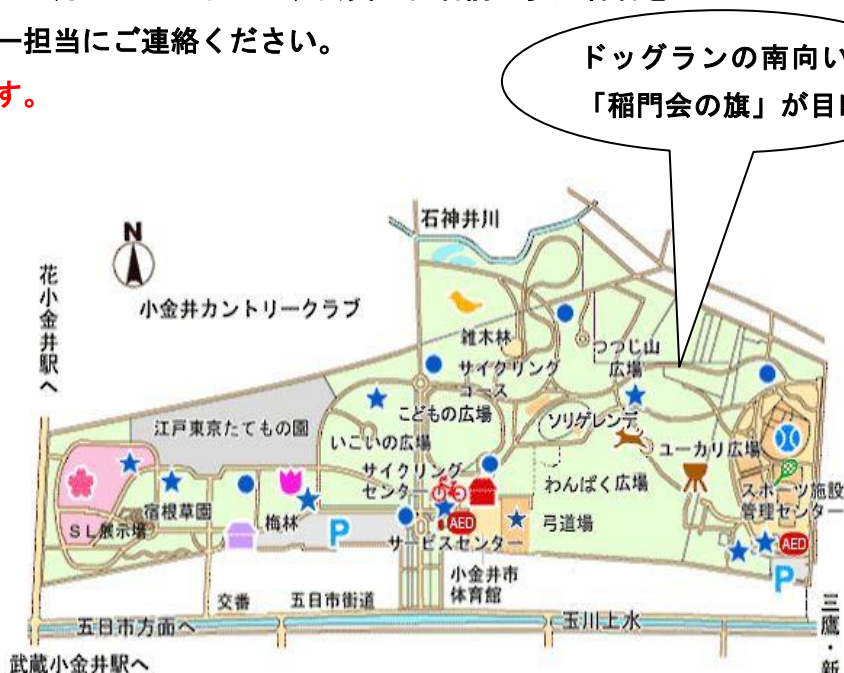 ー担当にご連絡ください。
す。
ドッグランの南向い
「稲門会の旗」が目
N
石神井川
花小金井駅へ
小金井カントリークラブ
雑木林
つつじ山
広場
サイクリング
コース
こどもの広場
江戸東京たてもの園
いこいの広場
ソリゲレンデ
ユーカリ広場
サイクリング
センター
わんぱく広場
スポーツ施設
管理センター
宿根草園
SL展示場
梅林
P
AED
サービスセンター
弓道場
AED
P
小金井市
体育館
交番
五日市街道
五日市方面へ
玉川上水
三鷹・新
武蔵小金井駅へ